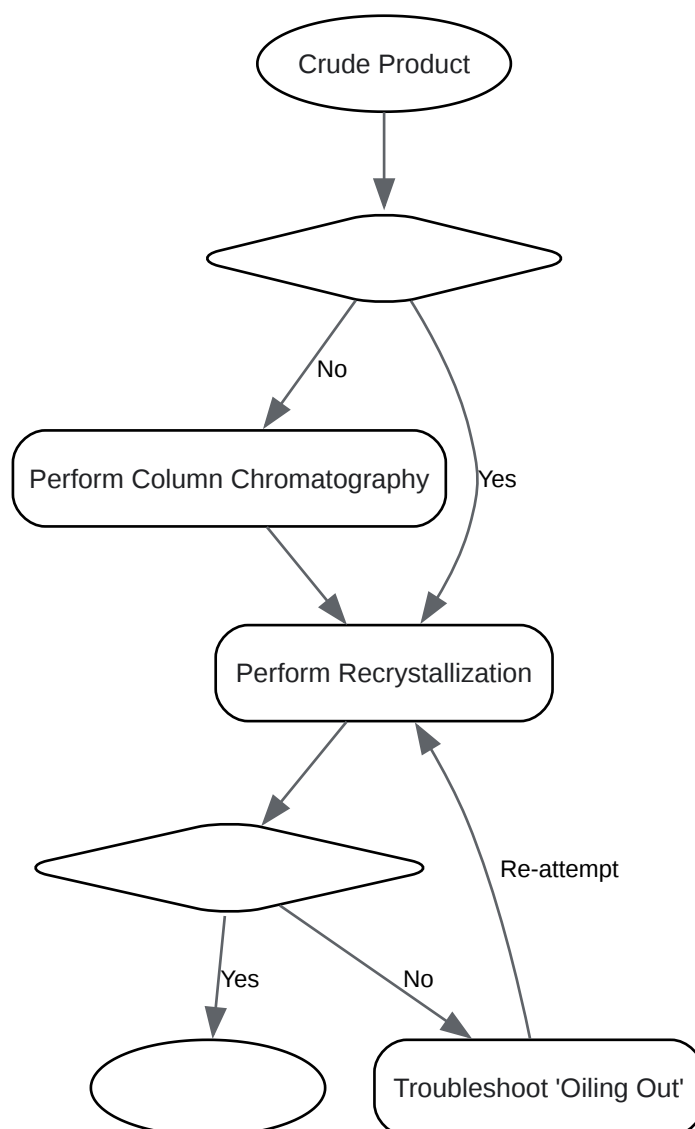 Crude Product
No
Perform Column Chromatography
Yes
Perform Recrystallization
Re-attempt
Yes
No
Troubleshoot 'Oiling Out'